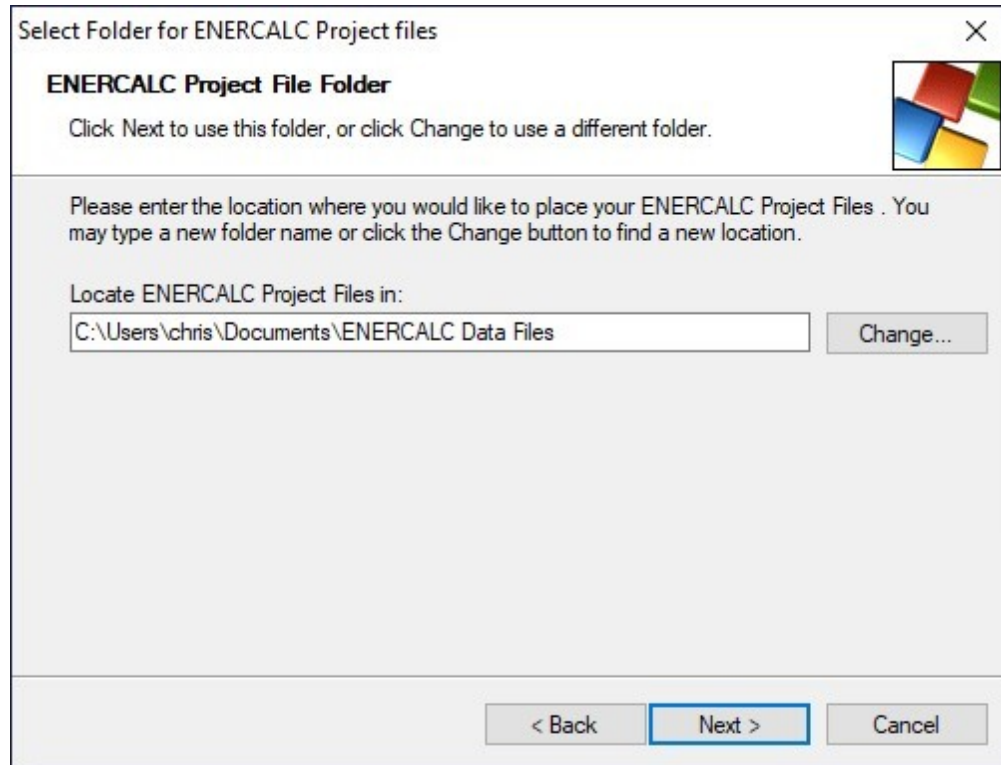 Select Folder for ENERCALC Project files
ENERCALC Project File Folder
Click Next to use this folder, or click Change to use a different folder.
Please enter the location where you would like to place your ENERCALC Project Files . You
may type a new folder name or click the Change button to find a new location.
Locate ENERCALC Project Files in:
C:\Users\chris\Documents\ENERCALC Data Files
Change...
< Back
Next >
Cancel